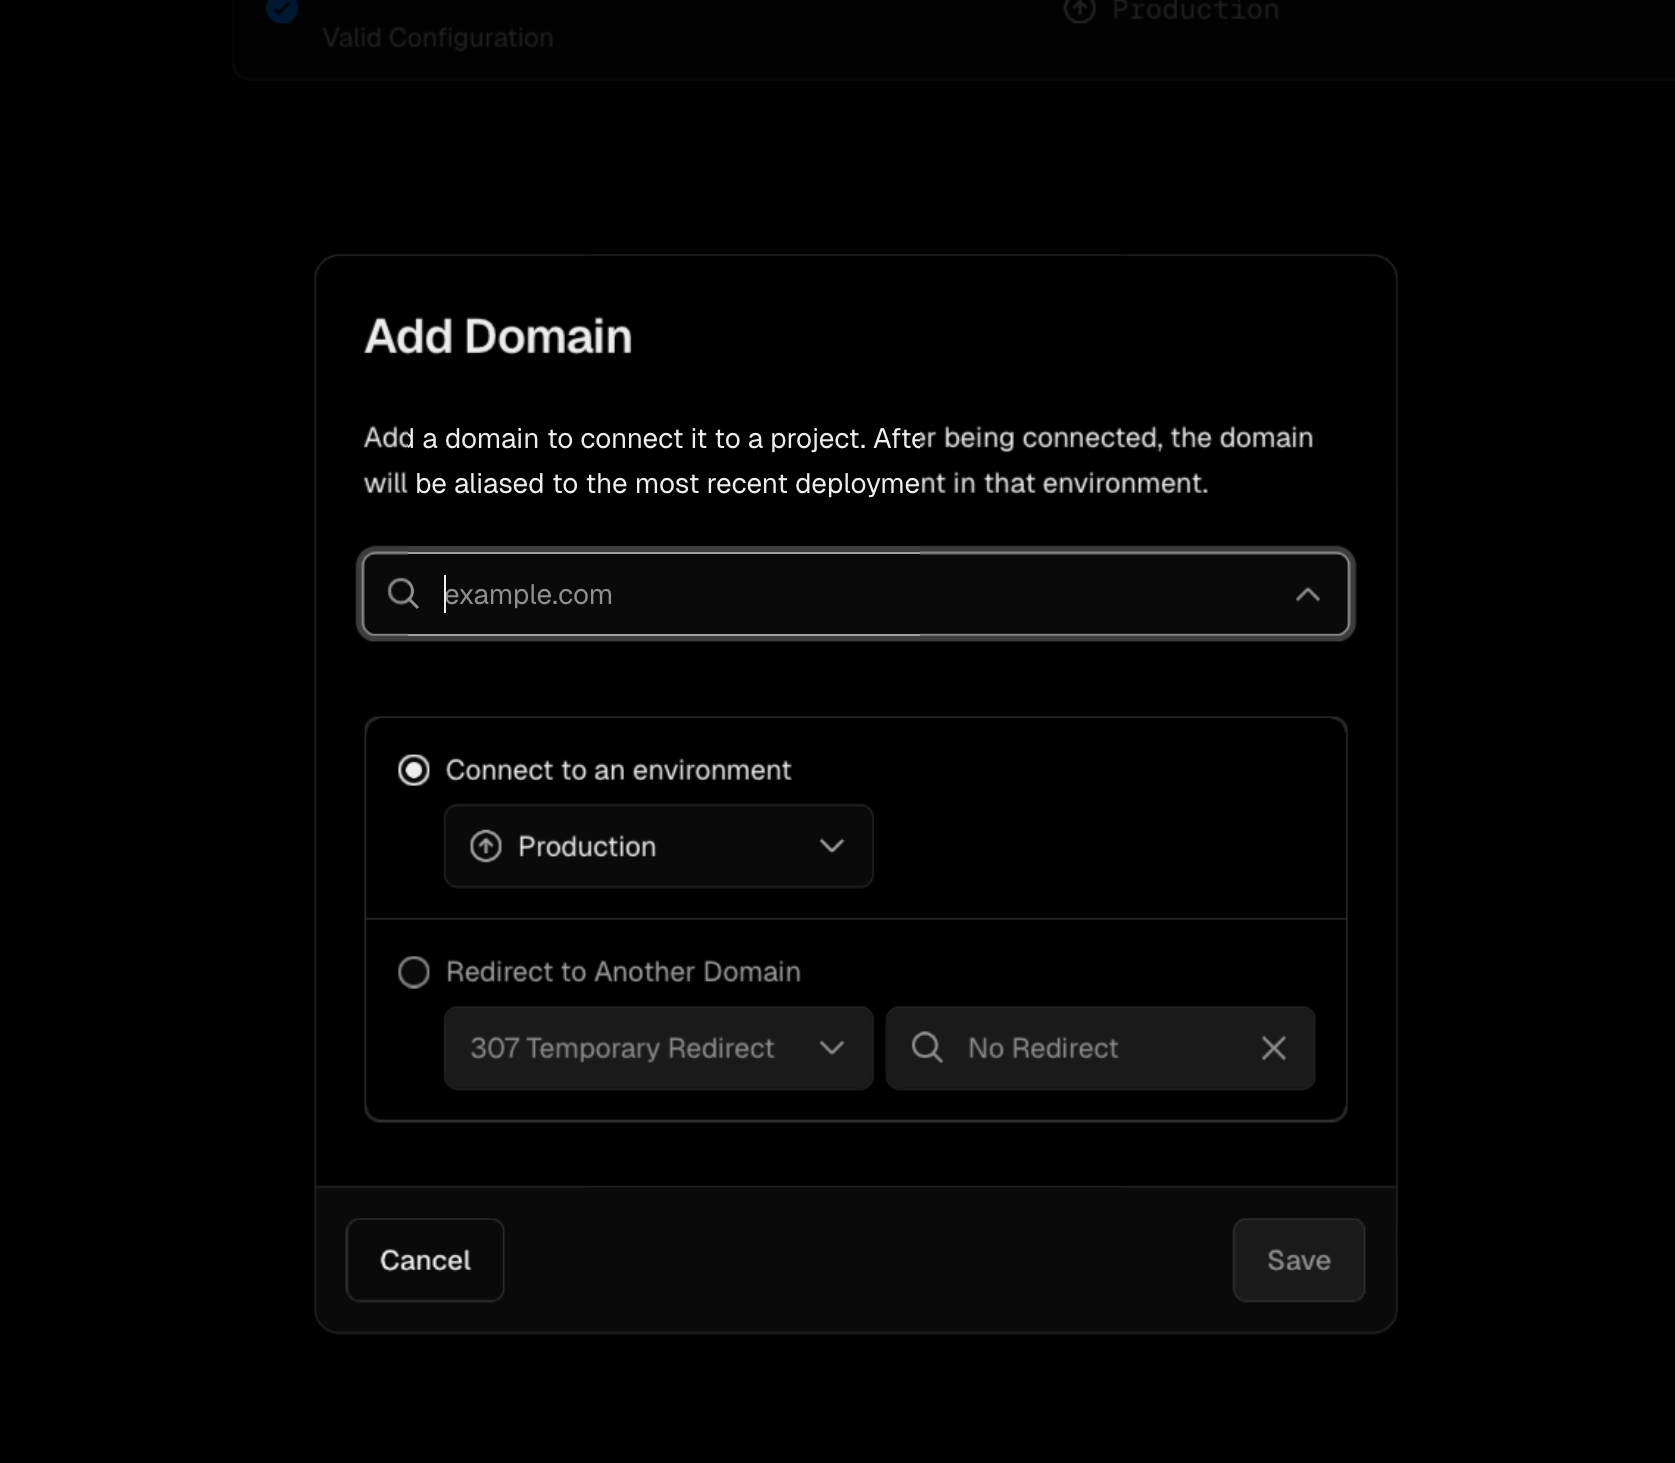 Production
Valid Configuration
Add Domain
Add a domain to connect it to a project. After being connected, the domain
will be aliased to the most recent deployment in that environment.
example.com
Connect to an environment
Production
Redirect to Another Domain
307 Temporary Redirect
No Redirect
Cancel
Save